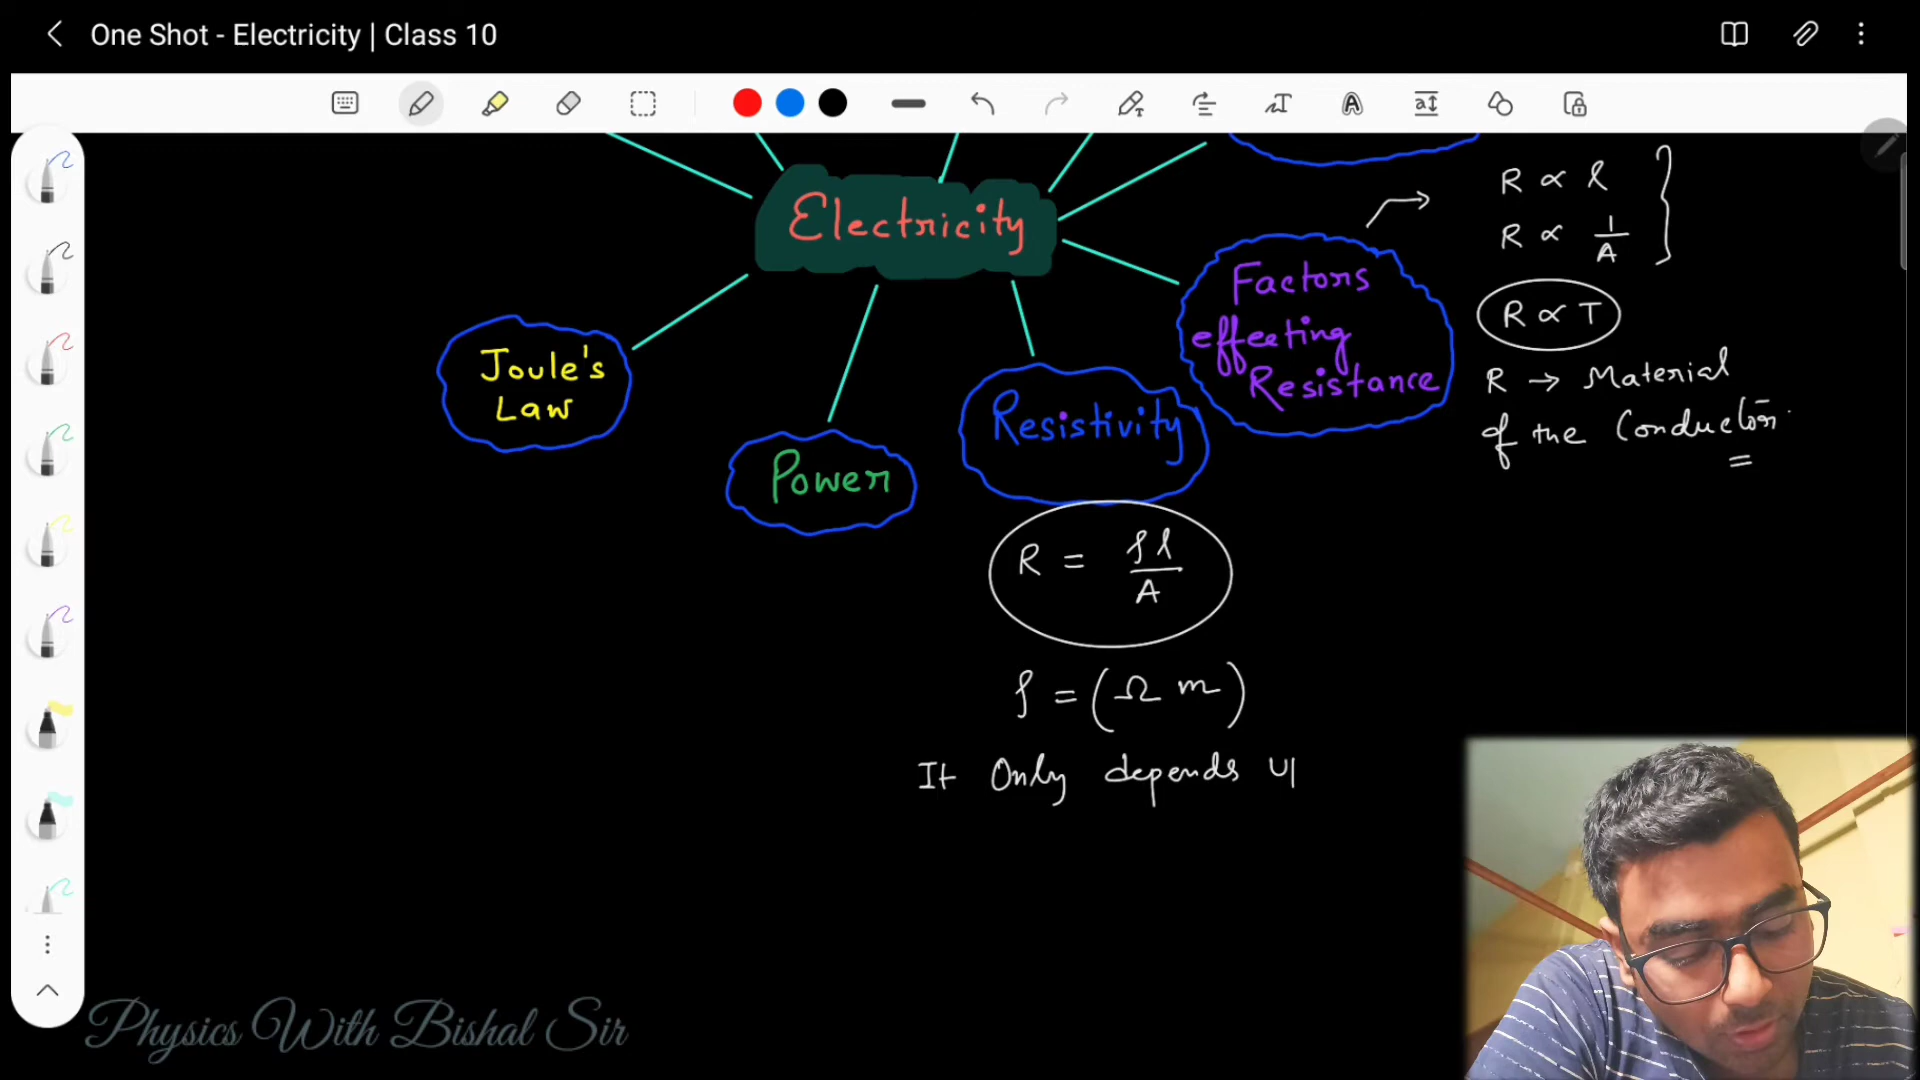 One Shot - Electricity | Class 10
Electricity
R ∝ l
R ∝ 1/A
R ∝ T
R → Material
of the Conductor
Factors
effecting
Resistance
Joule's
Law
Resistivity
Power
R = ρl/A
ρ = (Ω m)
It Only depends up
Physics With Bishal Sir